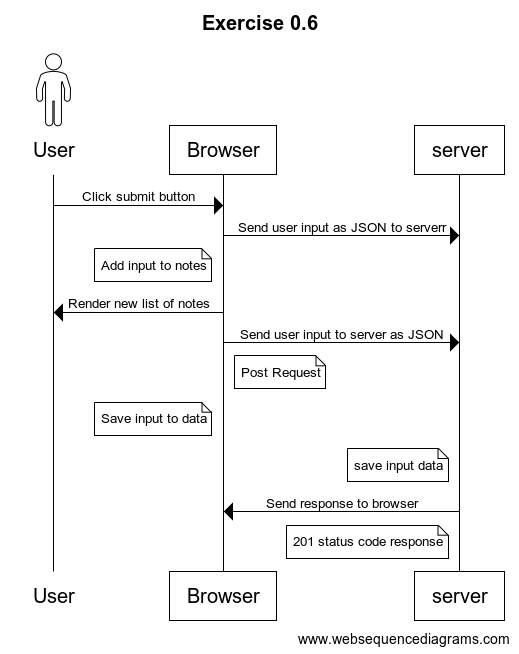 Exercise 0.6
User
Browser
server
Click submit button
Send user input as JSON to serverr
Add input to notes
Render new list of notes
Send user input to server as JSON
Post Request
Save input to data
save input data
Send response to browser
201 status code response
User
Browser
server
www.websequencediagrams.com